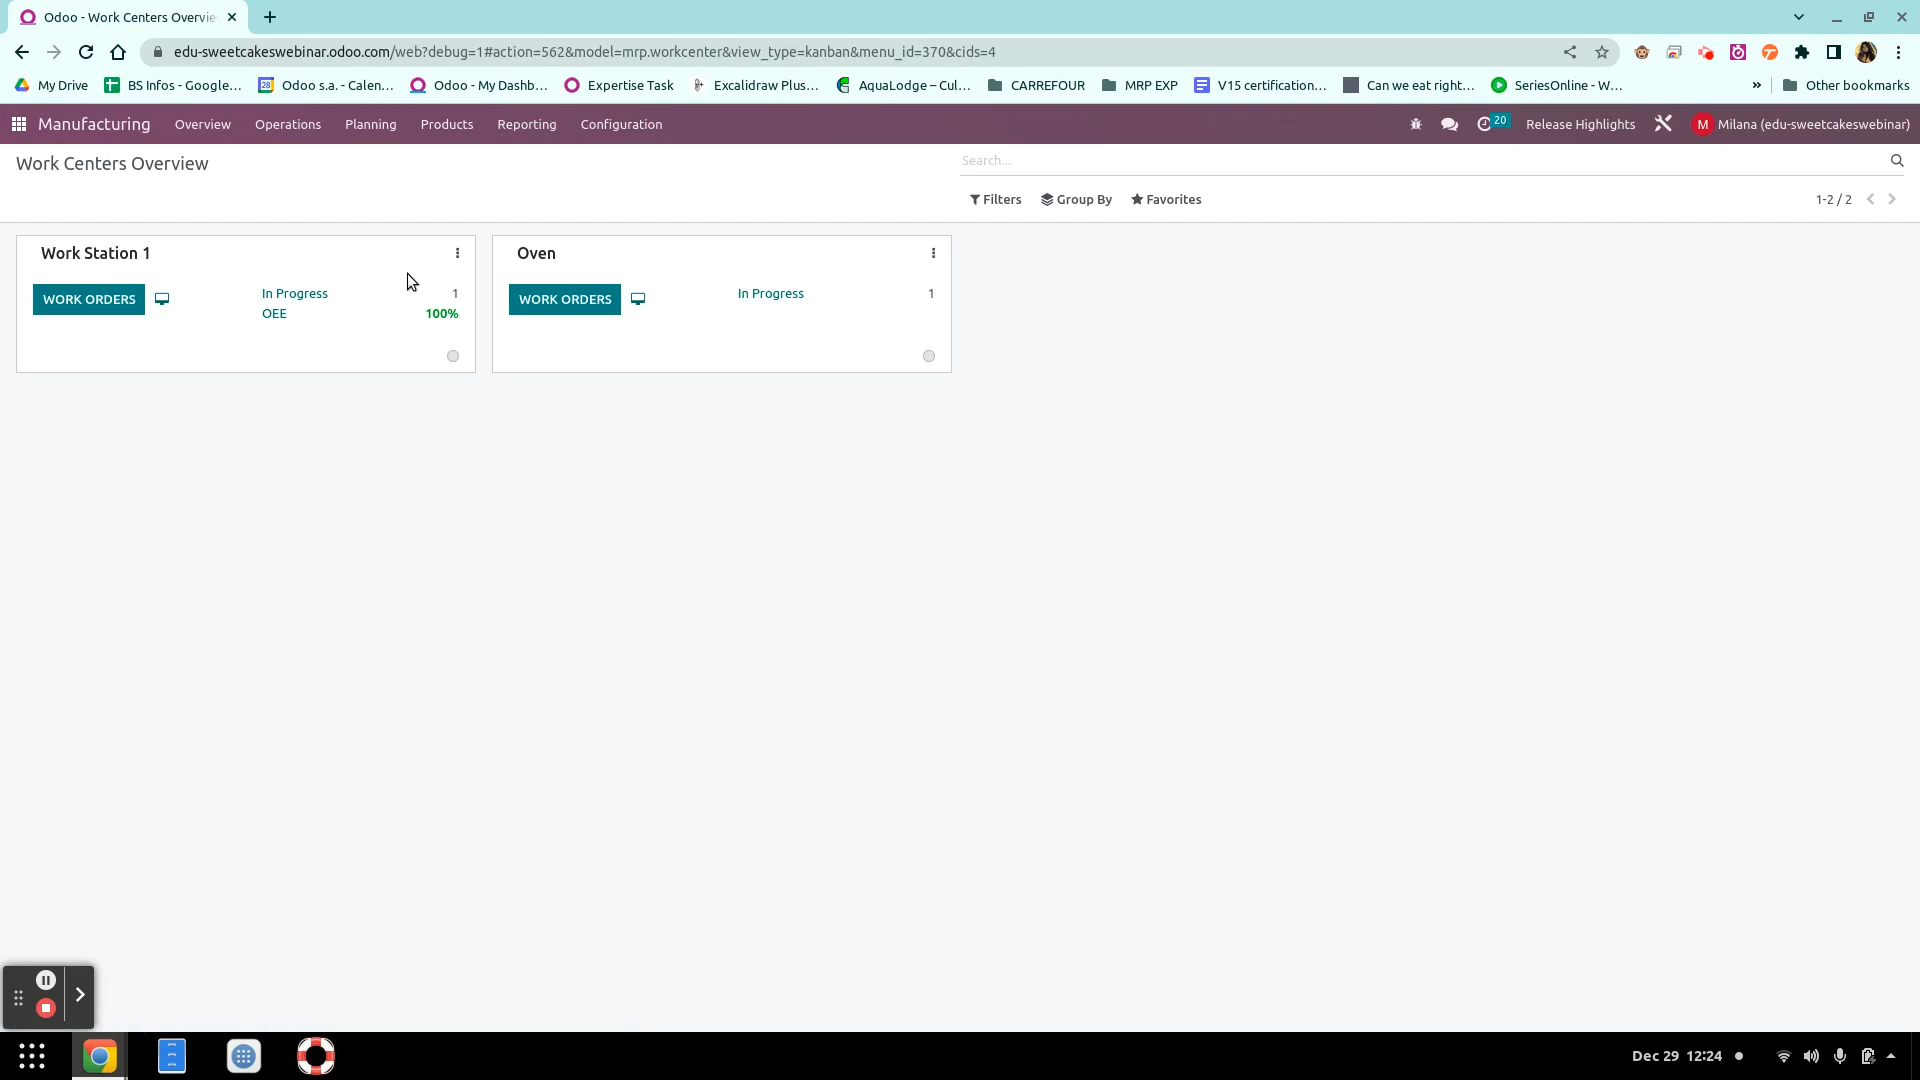 Odoo - Work Centers Overvie
edu-sweetcakeswebinar.odoo.com/web?debug=1#action=562&model=mrp.workcenter&view_type=kanban&menu_id=370&cids=4
My Drive BS Infos - Google... 28 Odoo s.a. - Calen... Odoo - My Dashb... Expertise Task Excalidraw Plus... AquaLodge – Cul... CARREFOUR MRP EXP V15 certification... Can we eat right... SeriesOnline - W... » Other bookmarks
Manufacturing Overview Operations Planning Products Reporting Configuration 20 Release Highlights M Milana (edu-sweetcakeswebinar)
Work Centers Overview Search...
Filters Group By Favorites 1-2 / 2
Work Station 1 Oven
WORK ORDERS In Progress 1 WORK ORDERS In Progress 1
OEE 100%
Dec 29 12:24